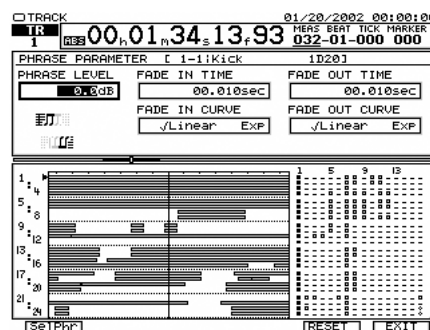 TRACK 01/20/2002 00:00:00
TR 1 ABS 00h01m34s13f93 MEAS BEAT TICK MARKER
032-01-000 000
PHRASE PARAMETER [ 1-1:Kick 1D20]
PHRASE LEVEL FADE IN TIME FADE OUT TIME
0.0dB 00.010sec 00.010sec
FADE IN CURVE FADE OUT CURVE
√Linear Exp √Linear Exp
1 5 9 13
1
4
5
8
9
12
13
16
17
20
21
24
SelPhr RESET EXIT